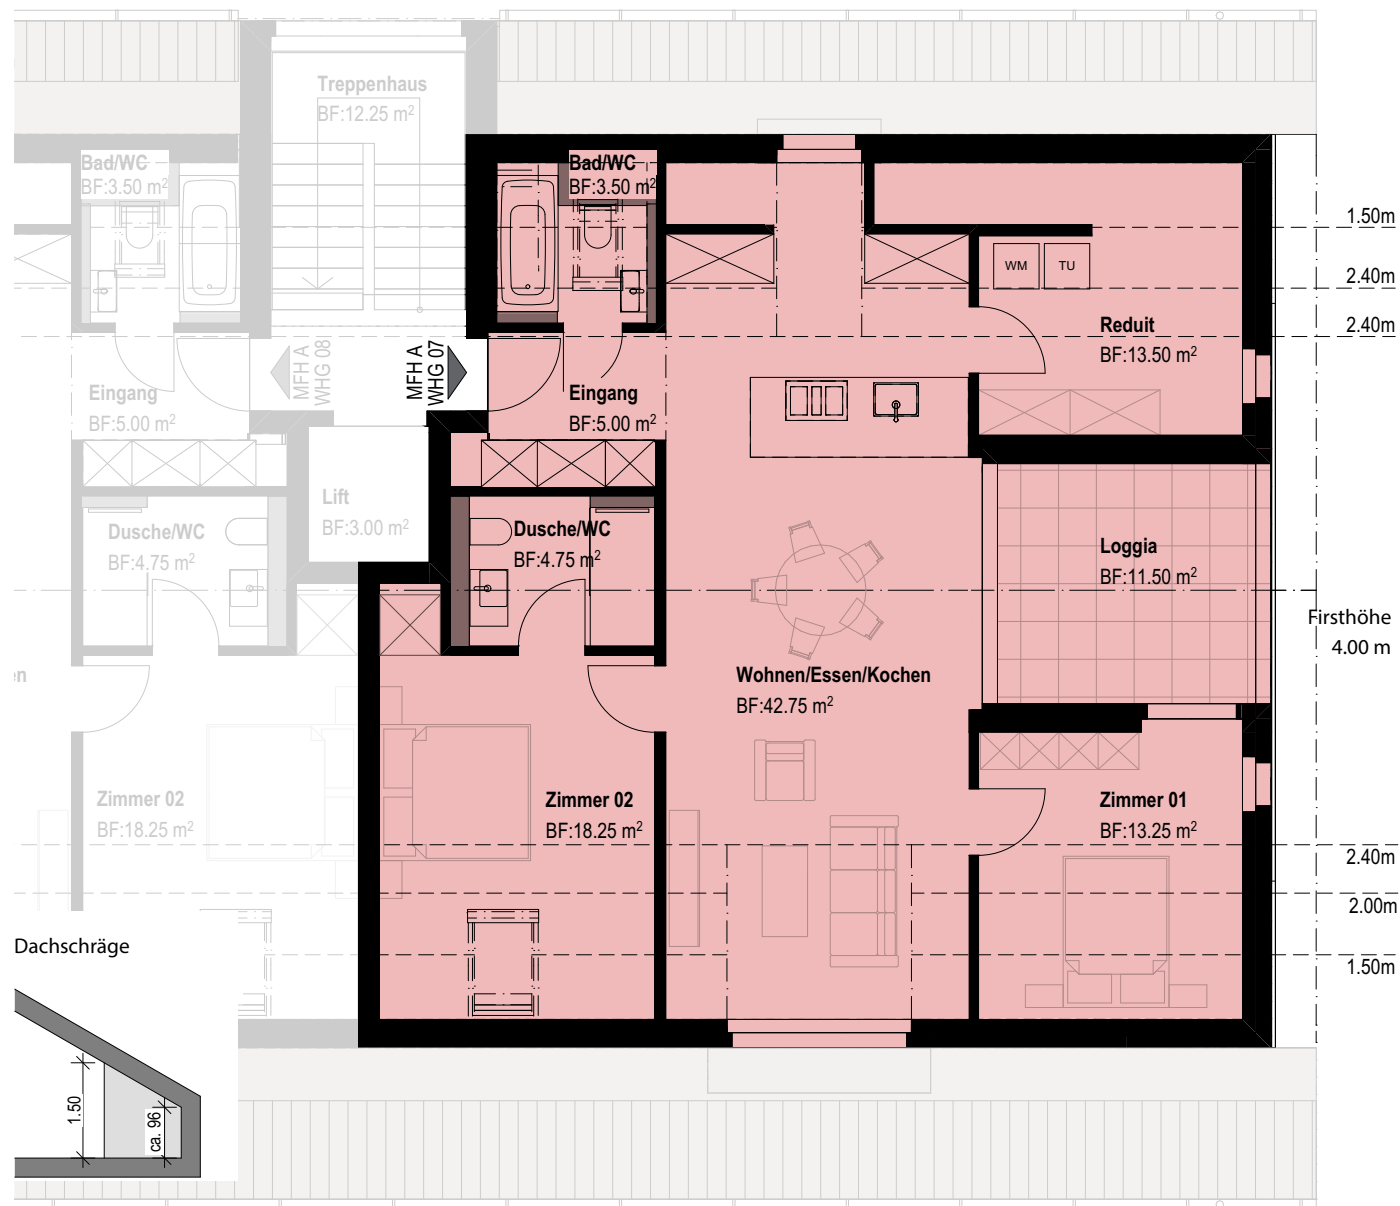 Treppenhaus
BF:12.25 m²
Bad/WC
BF:3.50 m²
Bad/WC
BF:3.50 m²
1.50m
WM
TU
2.40m
2.40m
Reduit
BF:13.50 m²
MFH A
WHG 08
MFH A
WHG 07
Eingang
BF:5.00 m²
Eingang
BF:5.00 m²
Lift
BF:3.00 m²
Dusche/WC
BF:4.75 m²
Dusche/WC
BF:4.75 m²
Loggia
BF:11.50 m²
Firsthöhe
4.00 m
en
Wohnen/Essen/Kochen
BF:42.75 m²
Zimmer 02
BF:18.25 m²
Zimmer 02
BF:18.25 m²
Zimmer 01
BF:13.25 m²
2.40m
2.00m
1.50m
Dachschräge
1.50
ca. 96